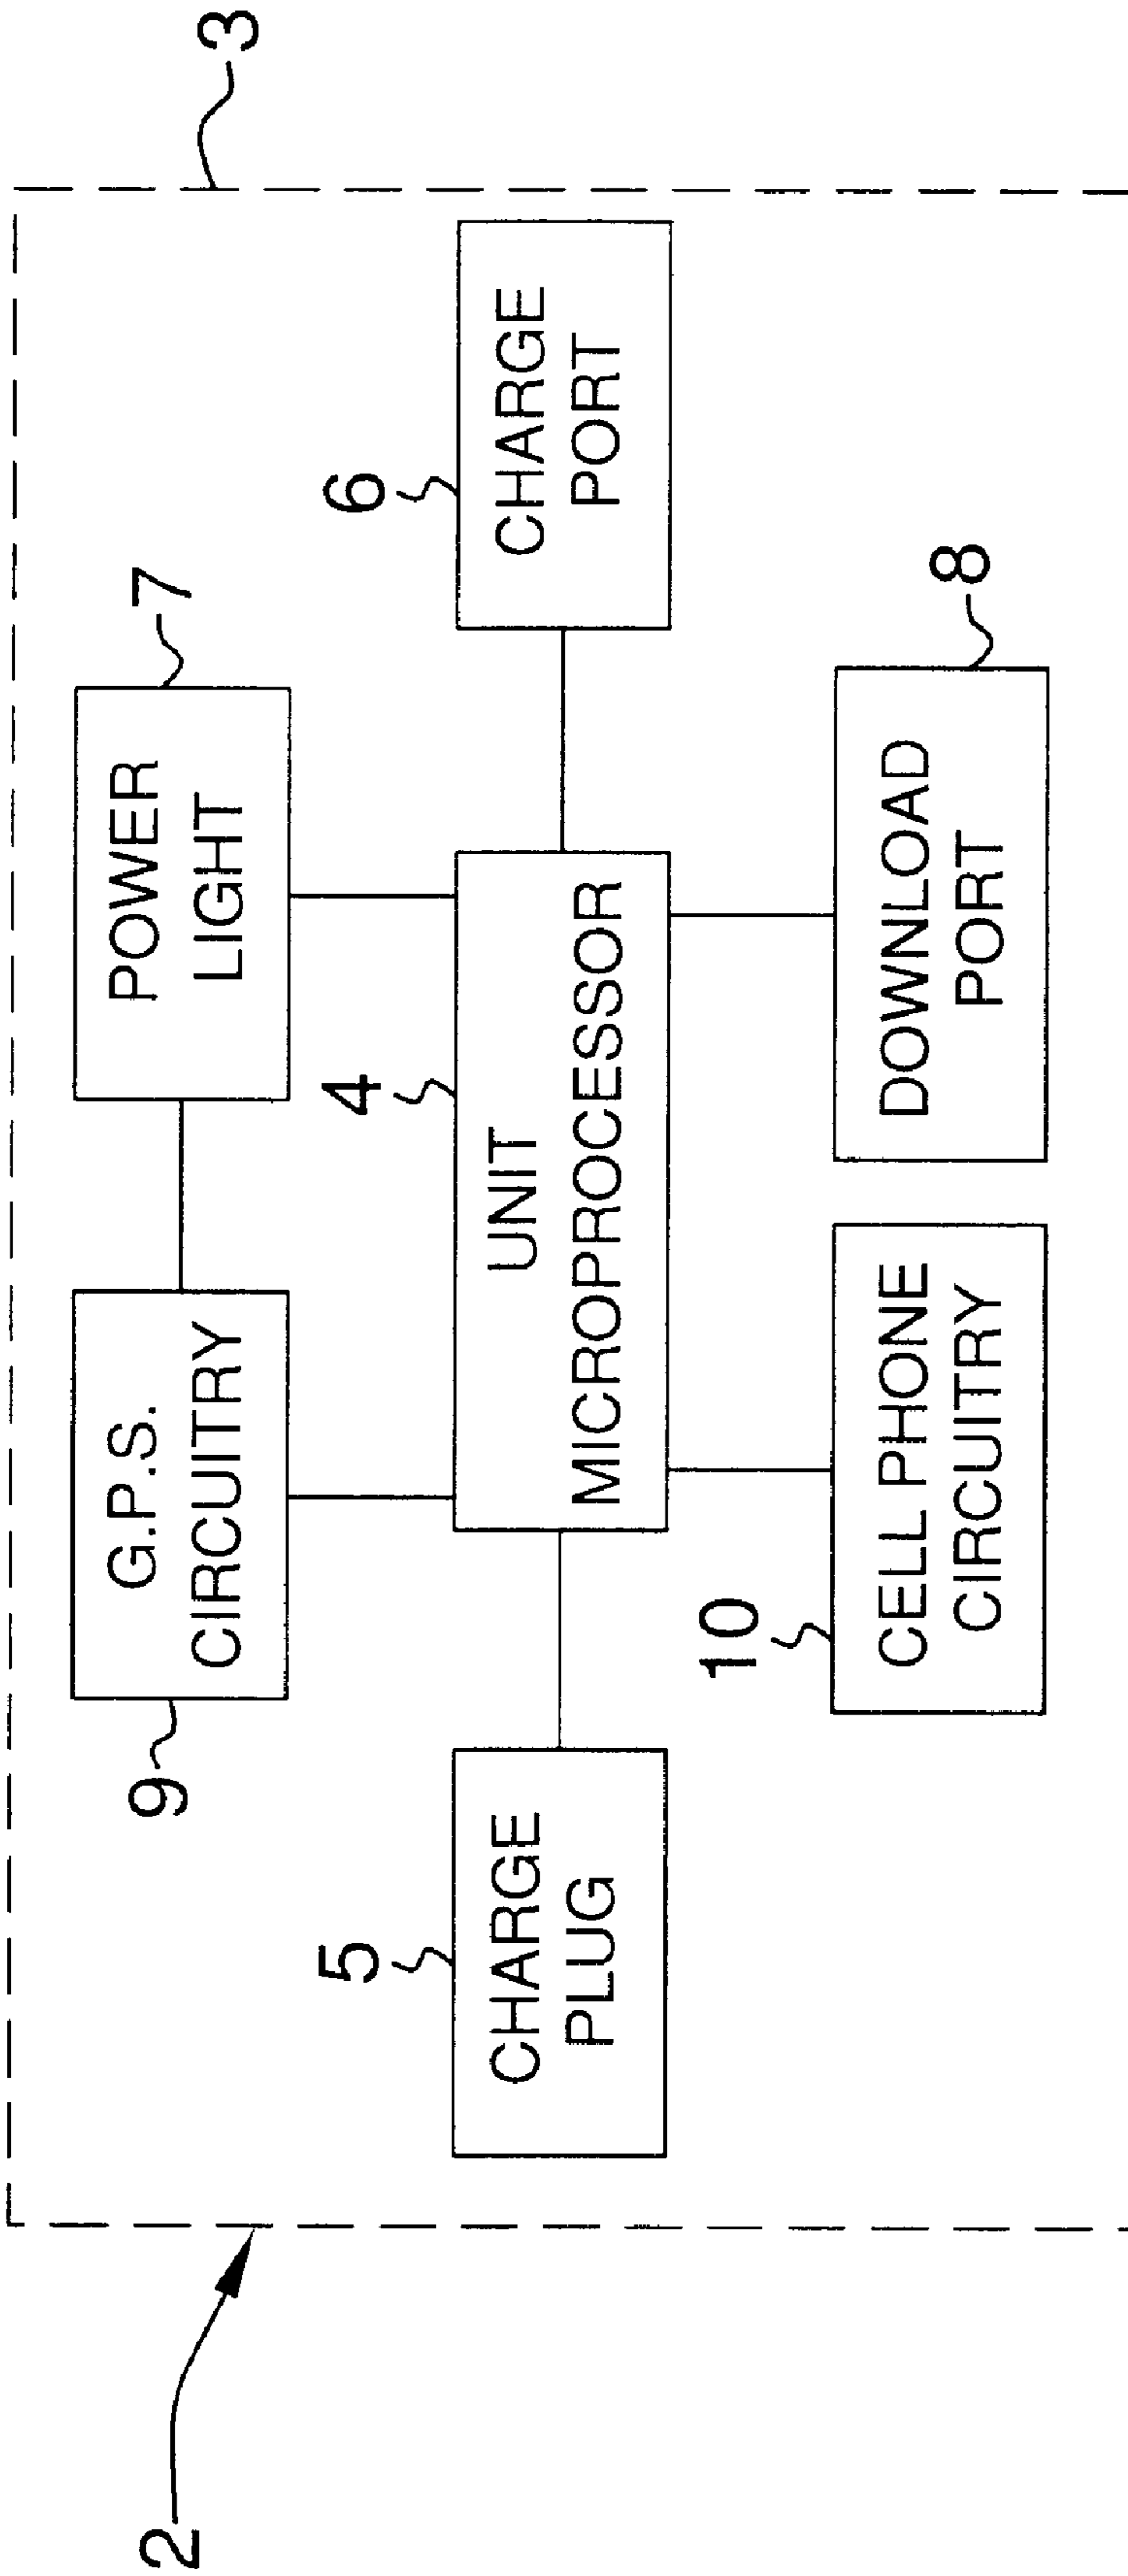 2
3
9
G.P.S.
CIRCUITRY
7
POWER
LIGHT
5
CHARGE
PLUG
4
UNIT
MICROPROCESSOR
6
CHARGE
PORT
10
CELL PHONE
CIRCUITRY
8
DOWNLOAD
PORT